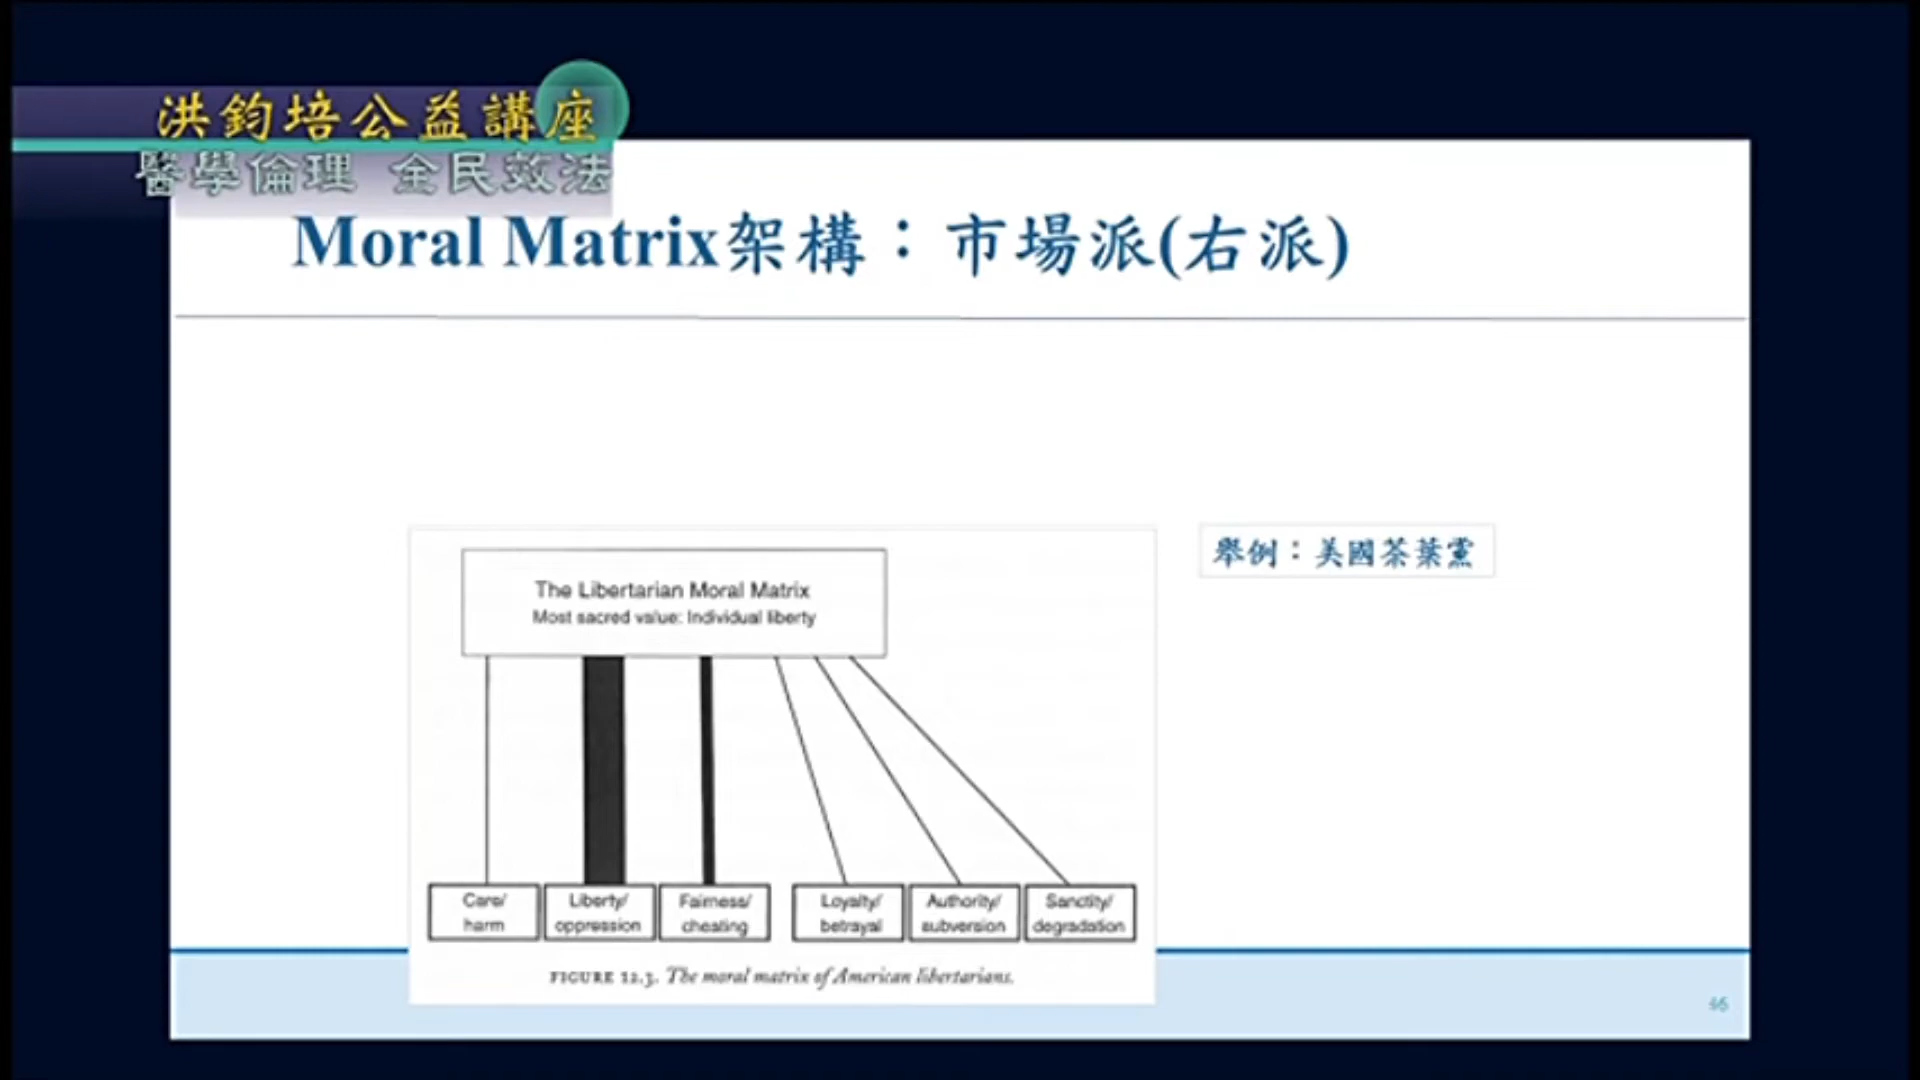 洪鈞培公益講座
醫學倫理 全民效法
Moral Matrix架構：市場派(右派)
舉例：美國茶葉黨
The Libertarian Moral Matrix
Most sacred value: Individual liberty
Care/
harm
Liberty/
oppression
Fairness/
cheating
Loyalty/
betrayal
Authority/
subversion
Sanctity/
degradation
FIGURE 12.3. The moral matrix of American libertarians.
46